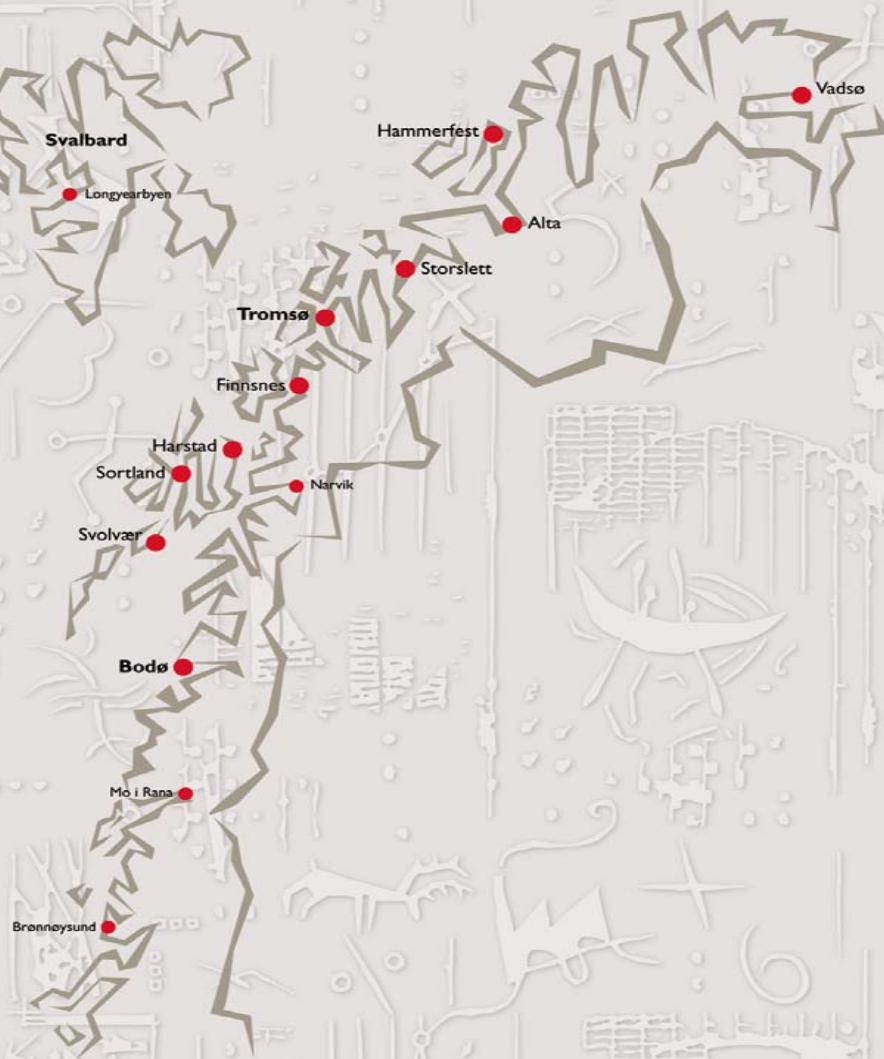 Vadsø
Hammerfest
Svalbard
Longyearbyen
Alta
Storslett
Tromsø
Finnsnes
Harstad
Sortland
Narvik
Svolvær
Bodø
Mo i Rana
Brønnøysund